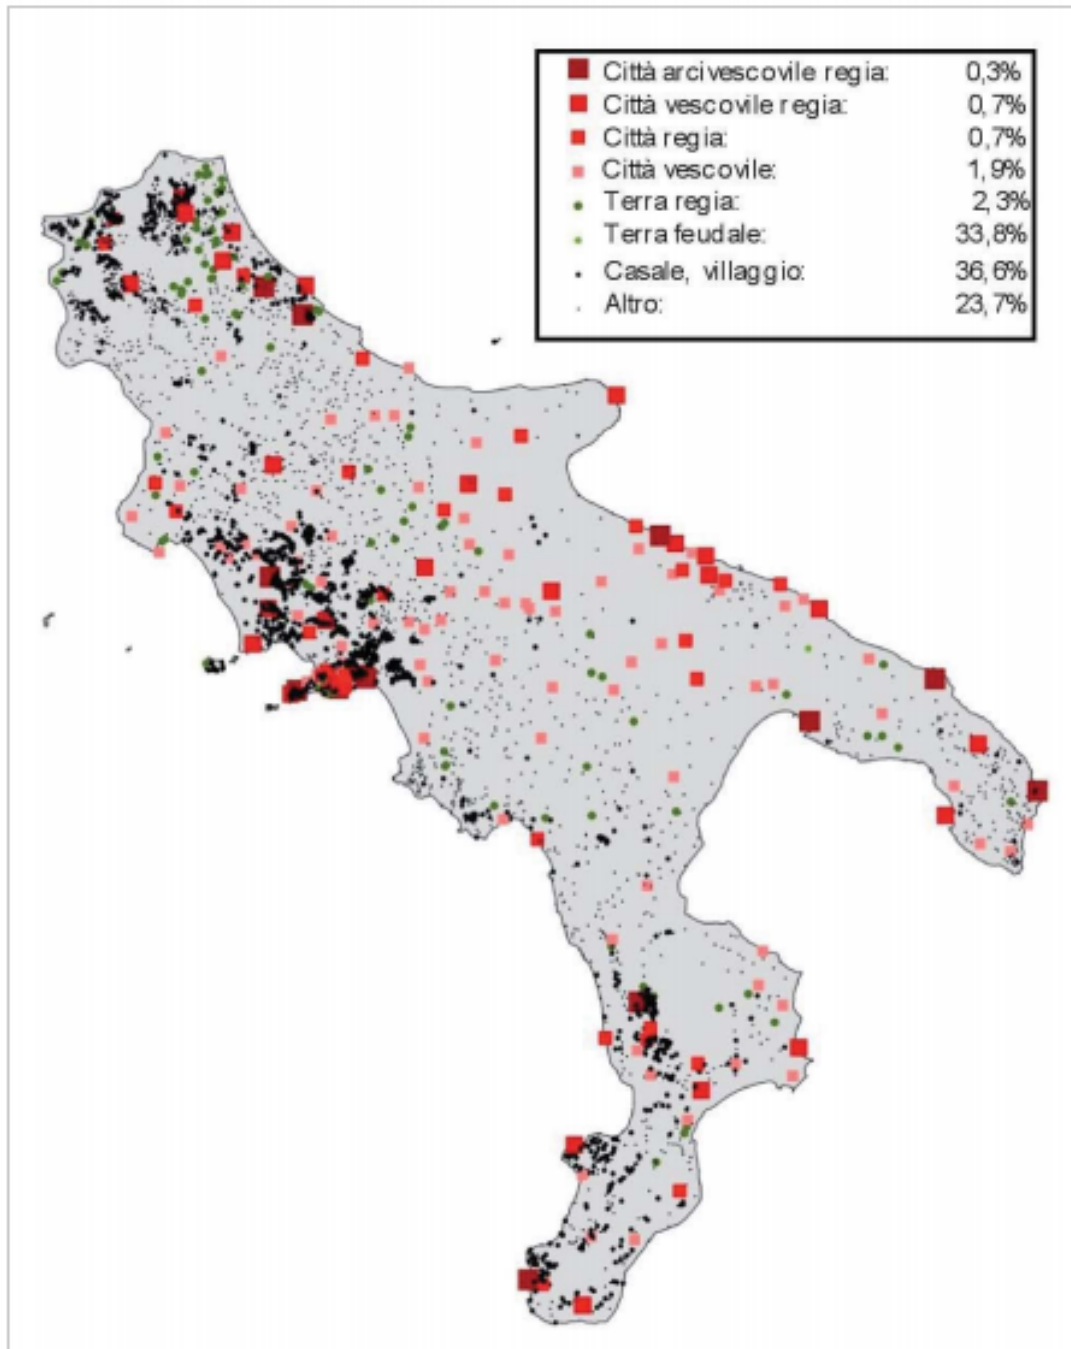 Città arcivescovile regia: 0,3%
Città vescovile regia: 0,7%
Città regia: 0,7%
Città vescovile: 1,9%
Terra regia: 2,3%
Terra feudale: 33,8%
Casale, villaggio: 36,6%
Altro: 23,7%